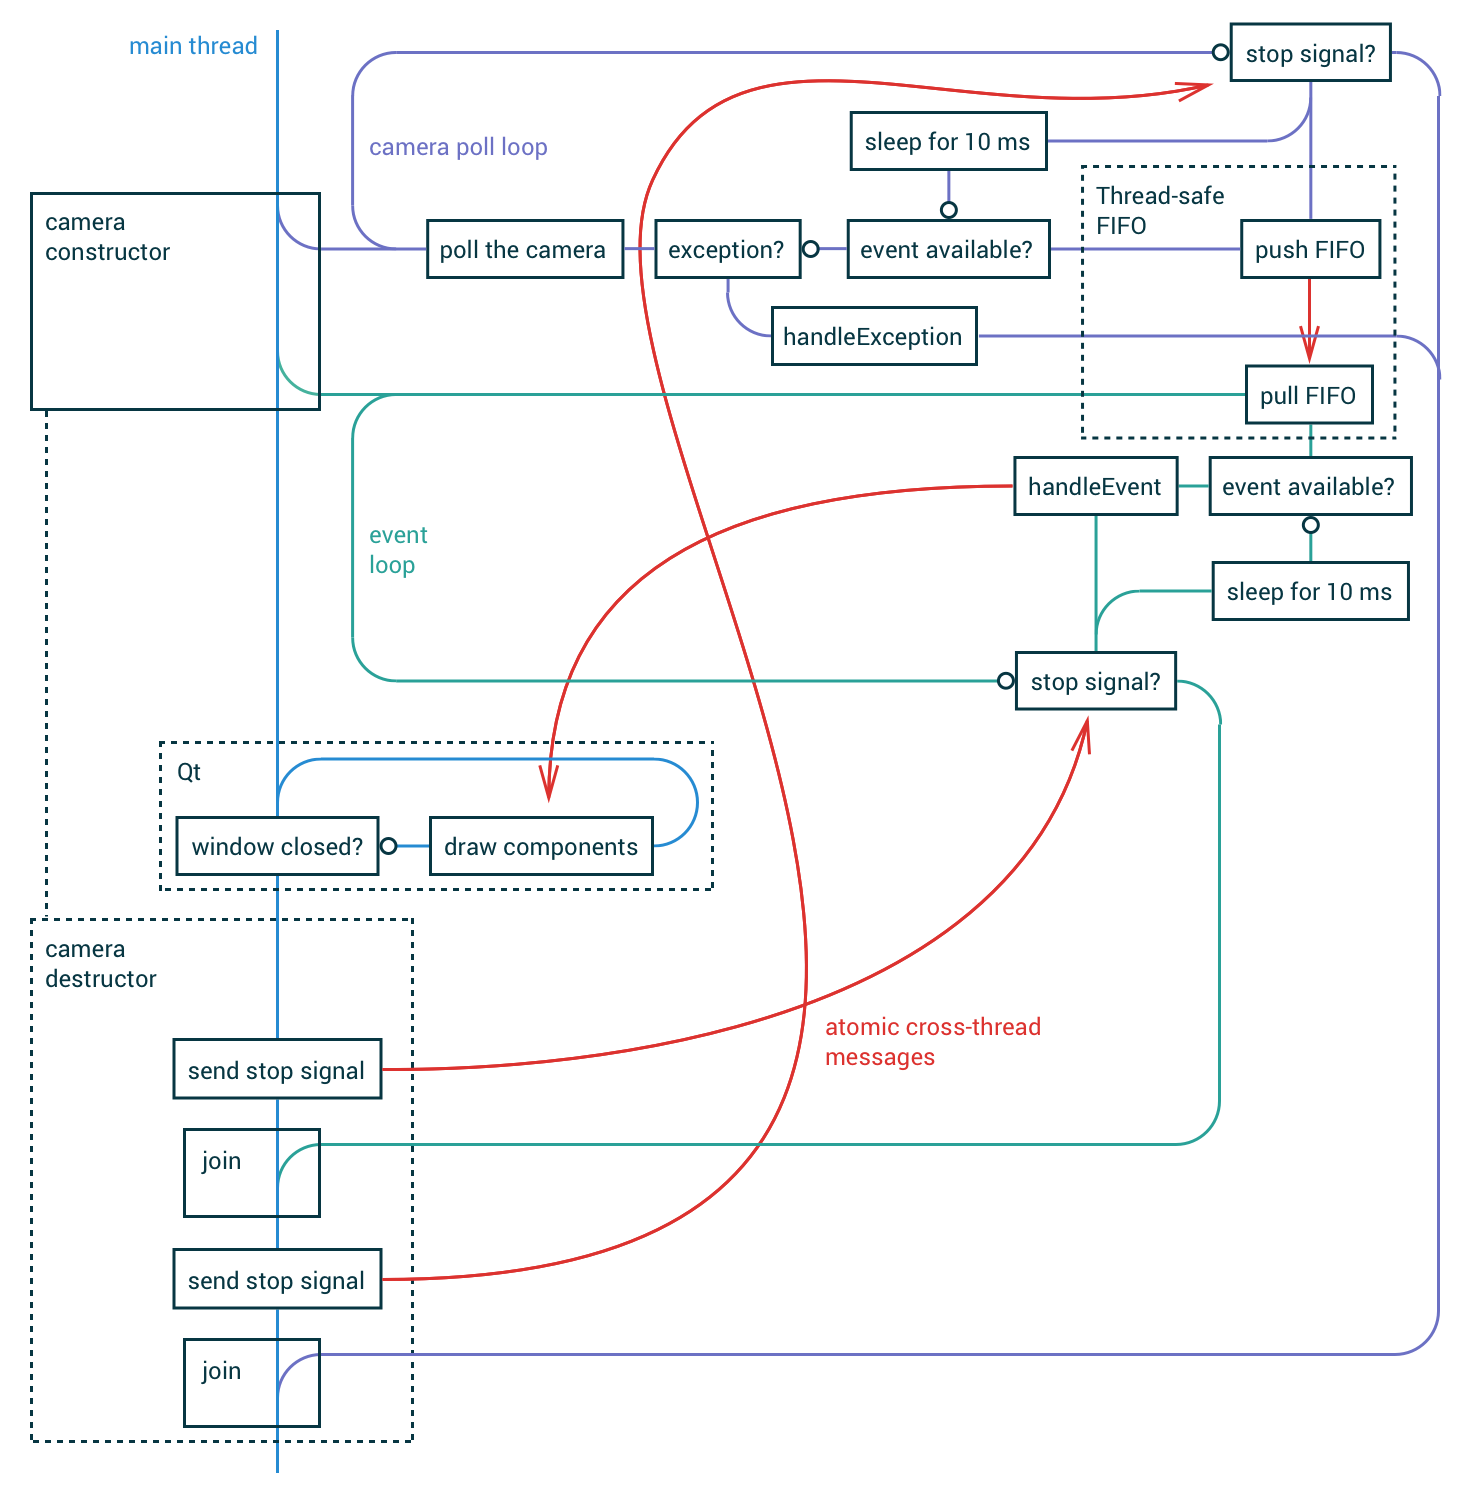 main thread
stop signal?
camera poll loop
sleep for 10 ms
Thread-safe
FIFO
camera
constructor
poll the camera
exception?
event available?
push FIFO
handleException
pull FIFO
handleEvent
event available?
event
loop
sleep for 10 ms
stop signal?
Qt
window closed?
draw components
camera
destructor
atomic cross-thread
messages
send stop signal
join
send stop signal
join